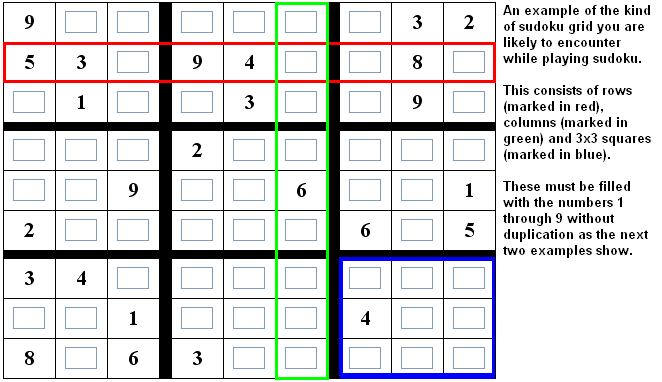 9 3 2
5 3 9 4 8
1 3 9
2
9 6 1
2 6 5
3 4
1 4
8 6 3
An example of the kind
of sudoku grid you are
likely to encounter
while playing sudoku.
This consists of rows
(marked in red),
columns (marked in
green) and 3x3 squares
(marked in blue).
These must be filled
with the numbers 1
through 9 without
duplication as the next
two examples show.